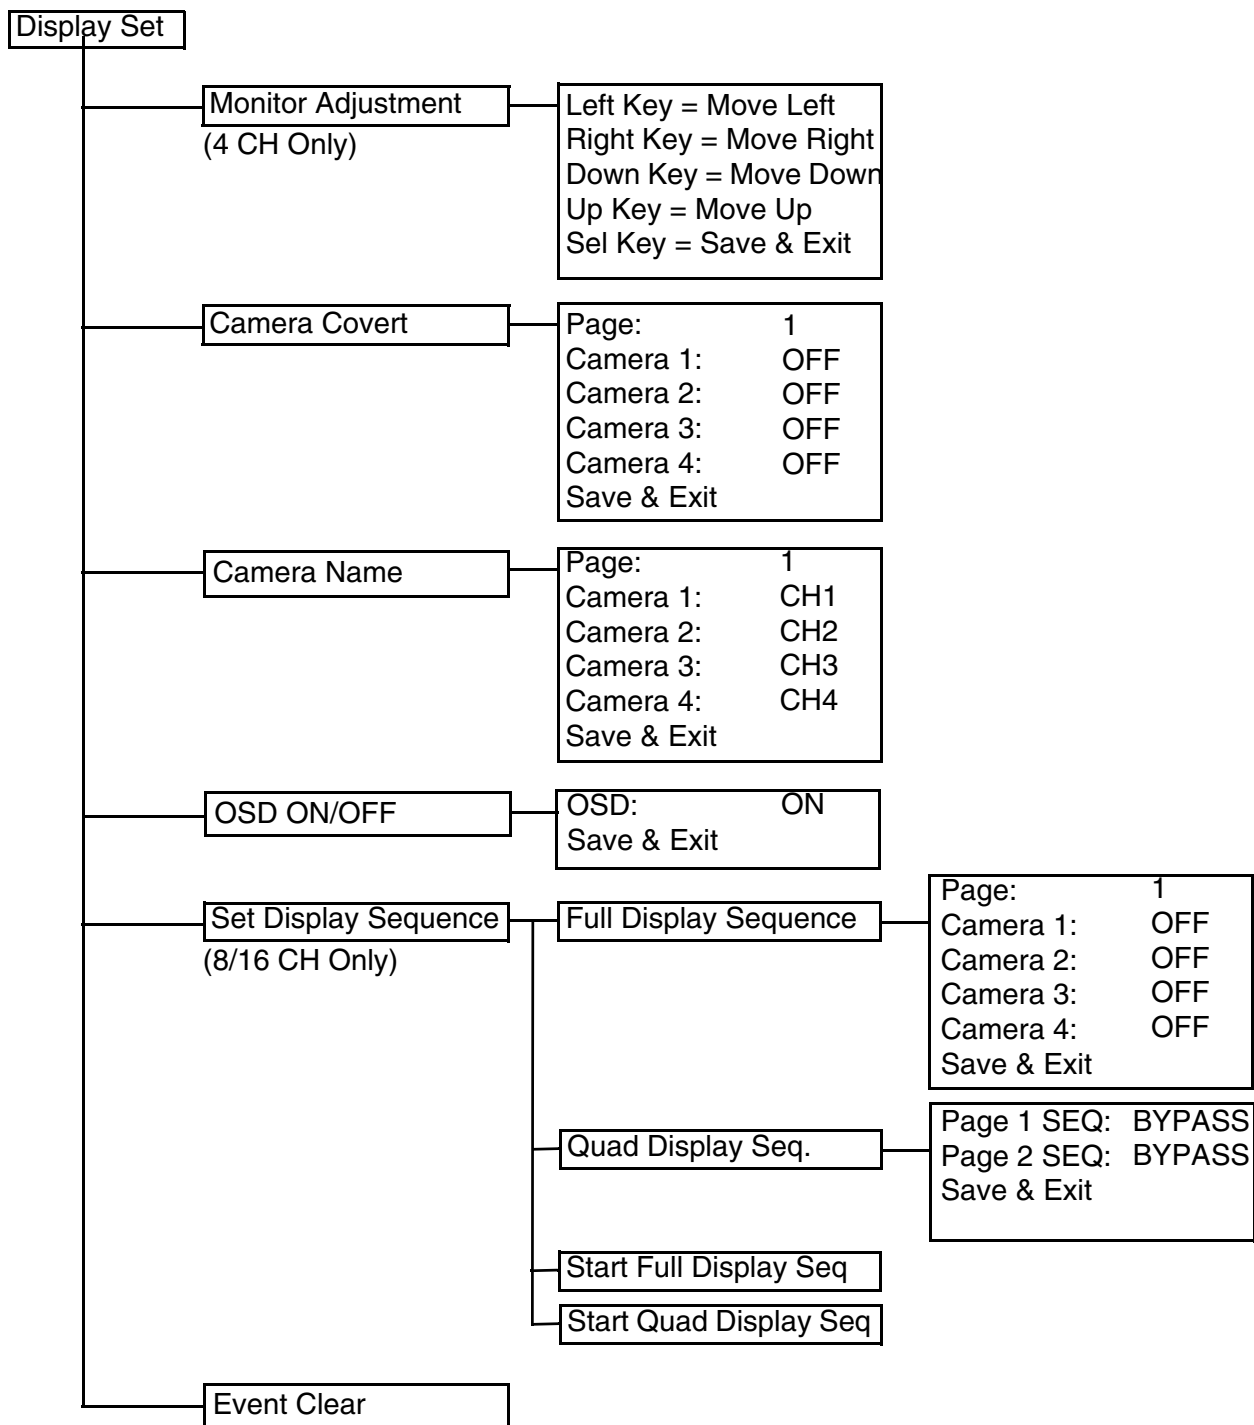 Display Set
Monitor Adjustment
(4 CH Only)
Left Key = Move Left
Right Key = Move Right
Down Key = Move Down
Up Key = Move Up
Sel Key = Save & Exit
Camera Covert
Page: 1
Camera 1: OFF
Camera 2: OFF
Camera 3: OFF
Camera 4: OFF
Save & Exit
Camera Name
Page: 1
Camera 1: CH1
Camera 2: CH2
Camera 3: CH3
Camera 4: CH4
Save & Exit
OSD ON/OFF
OSD: ON
Save & Exit
Set Display Sequence
(8/16 CH Only)
Full Display Sequence
Page: 1
Camera 1: OFF
Camera 2: OFF
Camera 3: OFF
Camera 4: OFF
Save & Exit
Quad Display Seq.
Page 1 SEQ: BYPASS
Page 2 SEQ: BYPASS
Save & Exit
Start Full Display Seq
Start Quad Display Seq
Event Clear